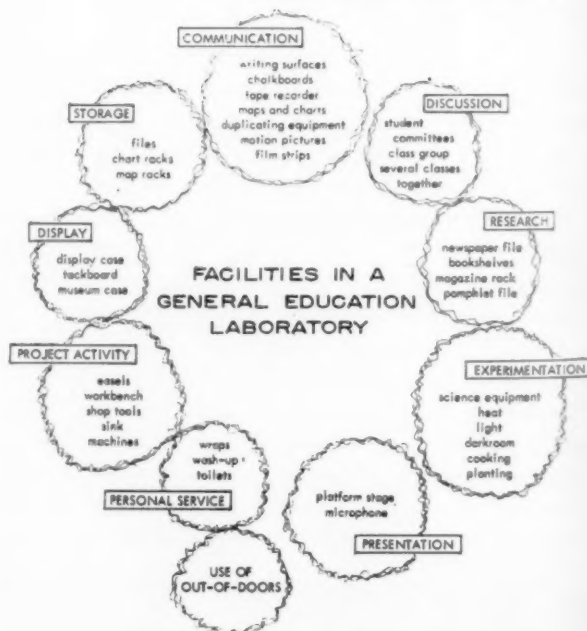 COMMUNICATION
writing surfaces
chalkboards
tape recorder
maps and charts
duplicating equipment
motion pictures
film strips
DISCUSSION
student
committees
class group
several classes
together
RESEARCH
newspaper file
bookshelves
magazine rack
pamphlet file
EXPERIMENTATION
science equipment
heat
light
darkroom
cooking
planting
PRESENTATION
platform stage
microphone
USE OF
OUT-OF-DOORS
PERSONAL SERVICE
wraps
wash-up
toilets
PROJECT ACTIVITY
easels
workbench
shop tools
sink
machines
DISPLAY
display case
tackboard
museum case
STORAGE
files
chart racks
map racks
FACILITIES IN A
GENERAL EDUCATION
LABORATORY